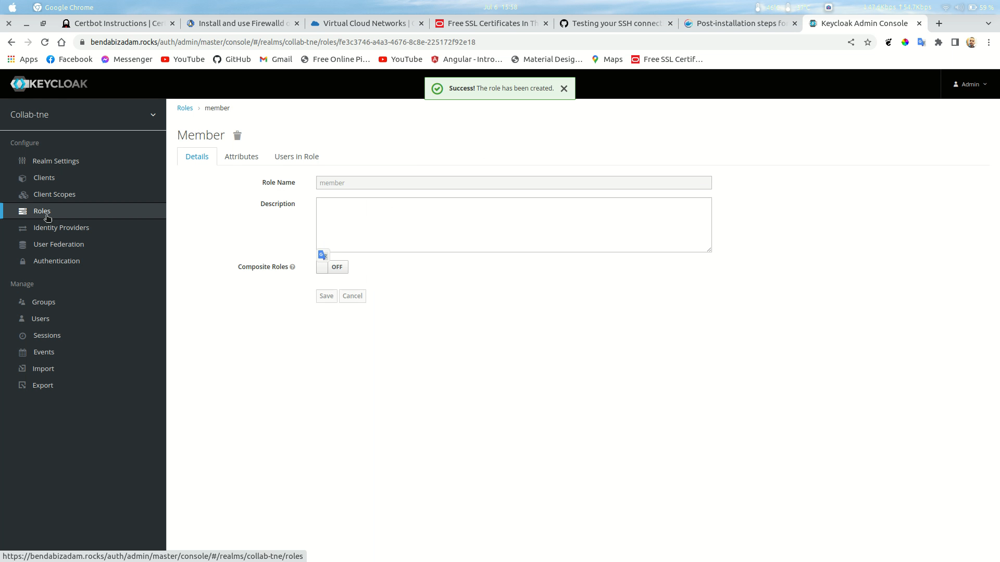 Google Chrome
Jul 6 15:58
46°C
57°C
↓47.6Kbps ↑54.7Kbps
59 %
Certbot Instructions | Cer
Install and use Firewalld o
Virtual Cloud Networks |
Free SSL Certificates In Th
Testing your SSH connect
Post-installation steps fo
Keycloak Admin Console
bendabizadam.rocks/auth/admin/master/console/#/realms/collab-tne/roles/fe3c3746-a4a3-4676-8c8e-225172f92e18
Apps
Facebook
Messenger
YouTube
GitHub
Gmail
Free Online Pi...
YouTube
Angular - Intro...
Material Desig...
Maps
Free SSL Certif...
KEYCLOAK
Success! The role has been created.
Admin
Collab-tne
Configure
Realm Settings
Clients
Client Scopes
Roles
Identity Providers
User Federation
Authentication
Manage
Groups
Users
Sessions
Events
Import
Export
Roles > member
Member
Details
Attributes
Users in Role
Role Name
member
Description
Composite Roles
OFF
Save
Cancel
https://bendabizadam.rocks/auth/admin/master/console/#/realms/collab-tne/roles